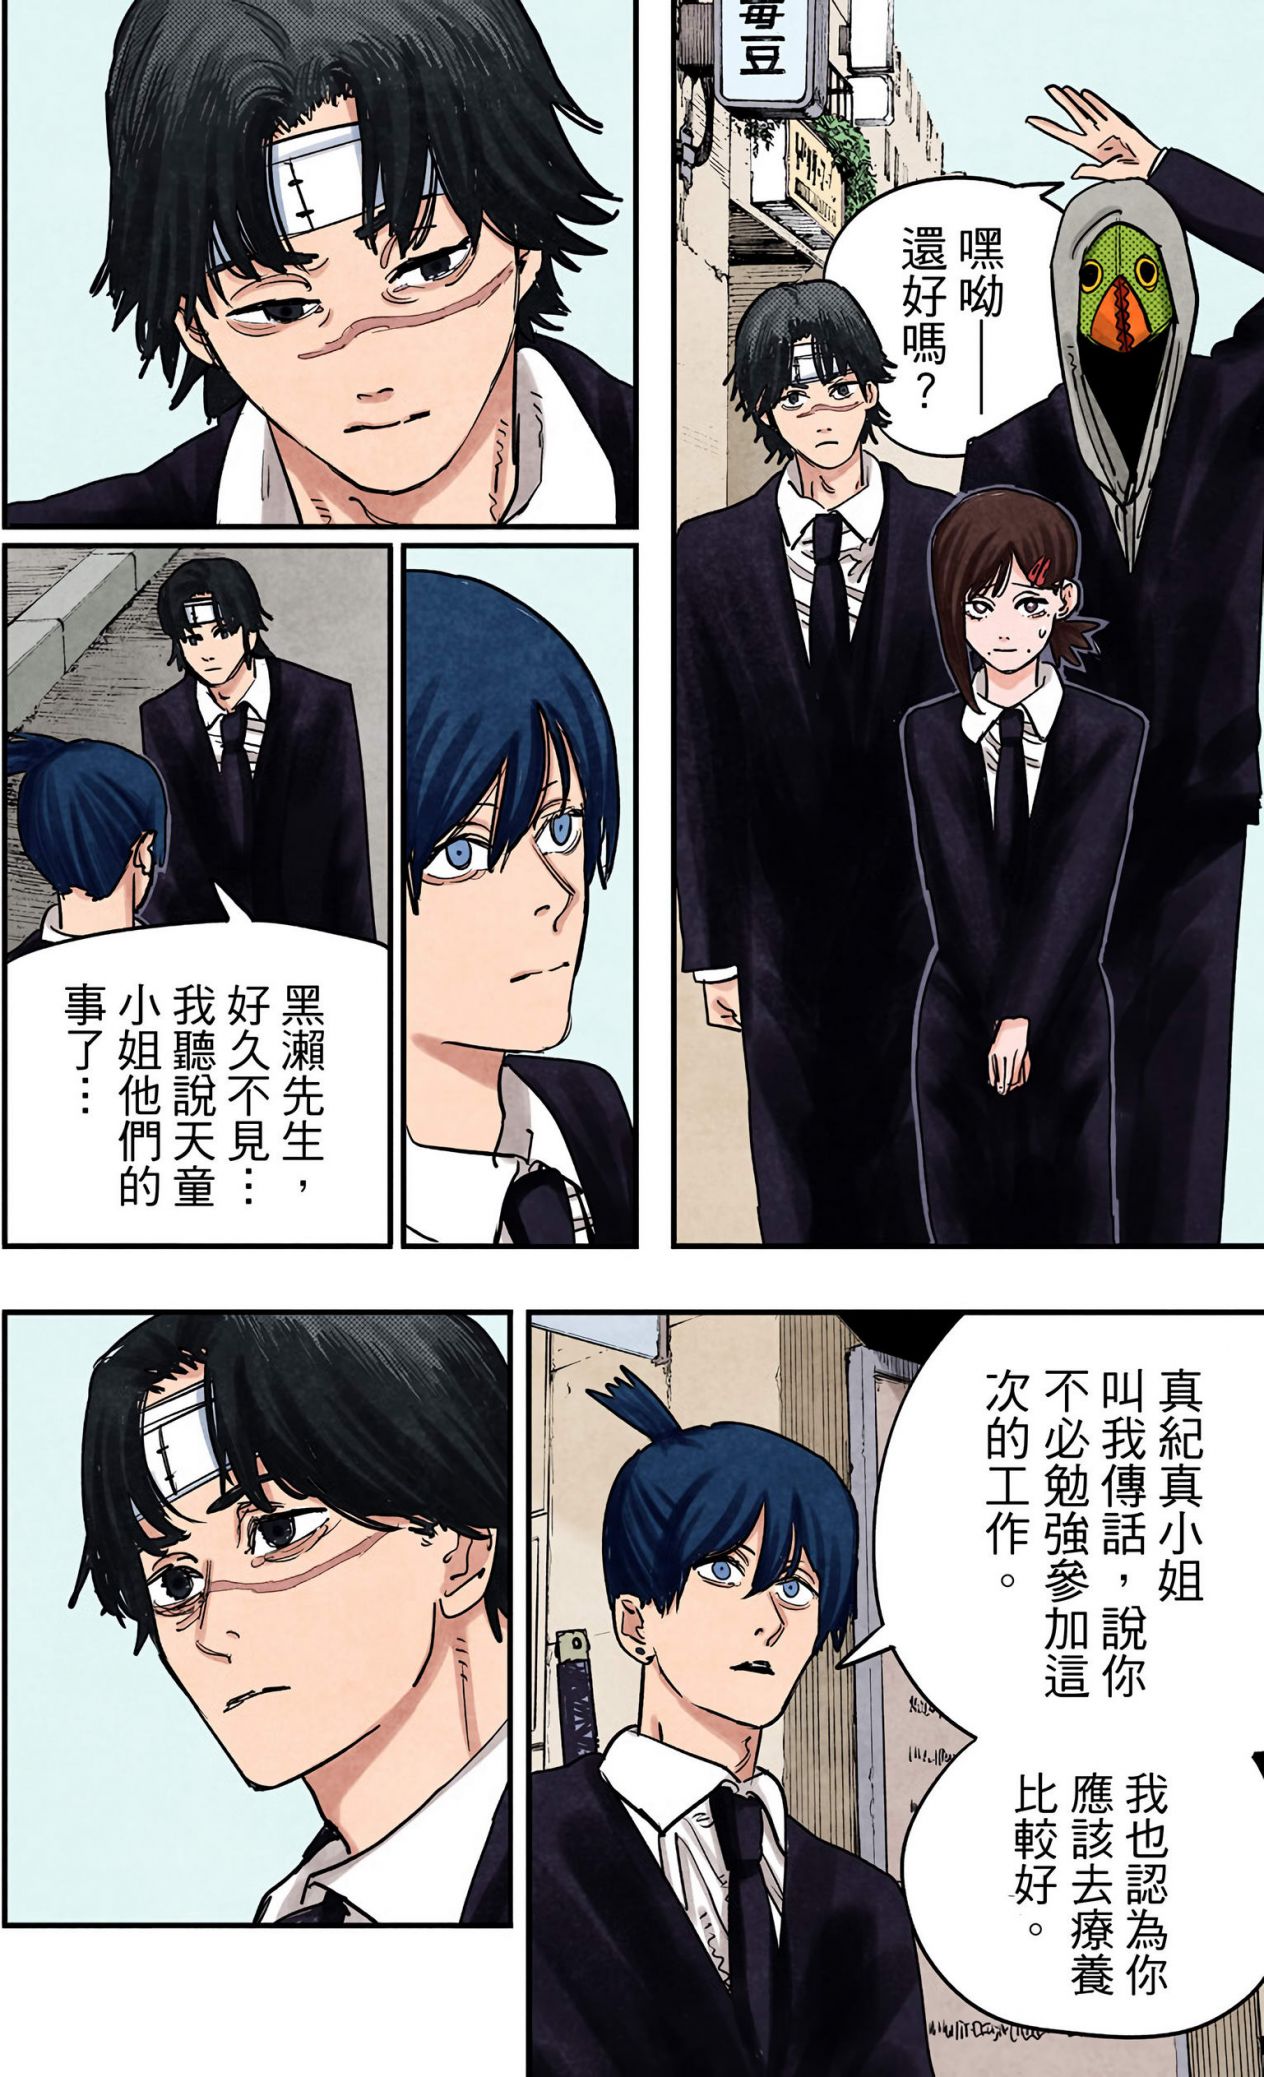 毎豆
嘿呦——
還好嗎？
黑瀨先生，
好久不見…
我聽說天童
小姐他們的
事了…
真紀真小姐
叫我傳話，說你
不必勉強參加這
次的工作。
我也認為你
應該去療養
比較好。